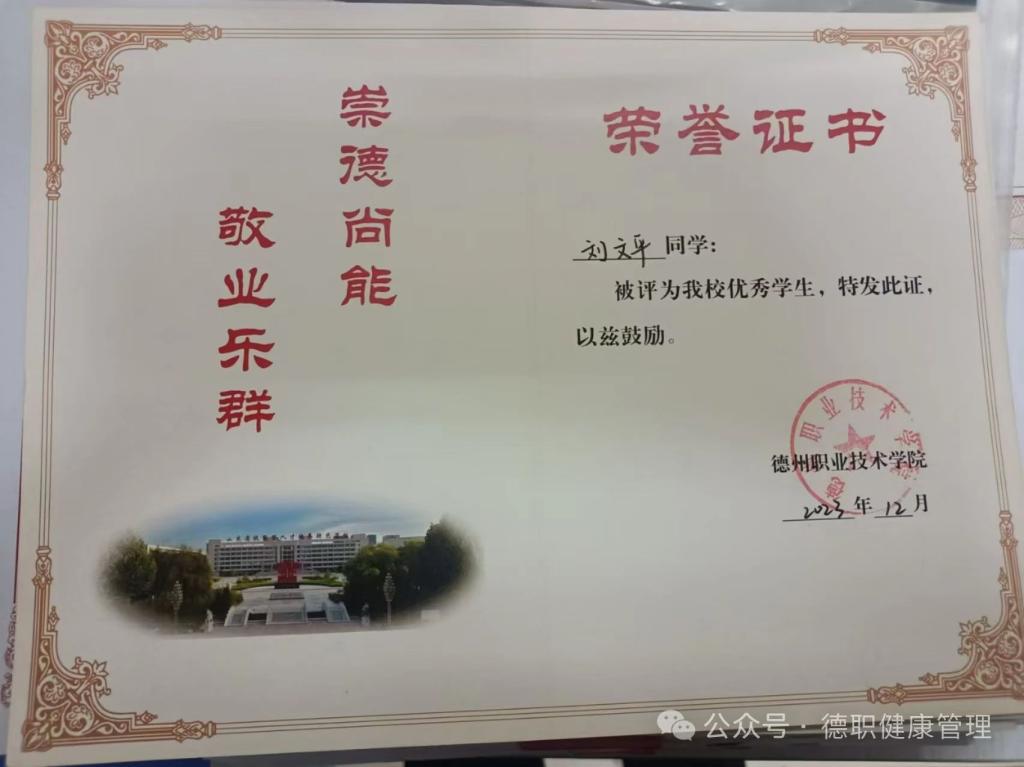 崇德尚能
敬业乐群
荣誉证书
刘文平同学:
被评为我校优秀学生，特发此证，
以兹鼓励。
德州职业技术学院
2023年12月
公众号·德职健康管理